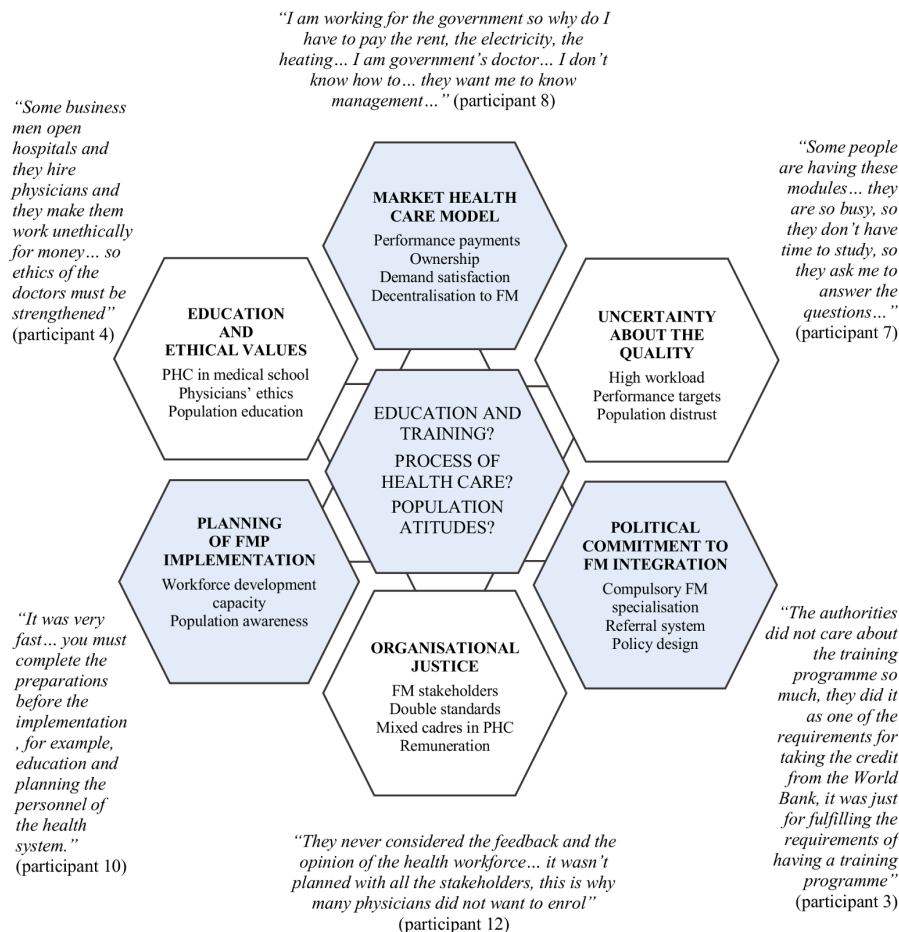 “I am working for the government so why do I
have to pay the rent, the electricity, the
heating… I am government’s doctor… I don’t
know how to… they want me to know
management…” (participant 8)
“Some business
men open
hospitals and
they hire
physicians and
they make them
work unethically
for money… so
ethics of the
doctors must be
strengthened”
(participant 4)
“Some people
are having these
modules… they
are so busy, so
they don’t have
time to study, so
they ask me to
answer the
questions…”
(participant 7)
MARKET HEALTH
CARE MODEL
Performance payments
Ownership
Demand satisfaction
Decentralisation to FM
EDUCATION
AND
ETHICAL VALUES
PHC in medical school
Physicians’ ethics
Population education
UNCERTAINTY
ABOUT THE
QUALITY
High workload
Performance targets
Population distrust
EDUCATION AND
TRAINING?
PROCESS OF
HEALTH CARE?
POPULATION
ATITUDES?
PLANNING
OF FMP
IMPLEMENTATION
Workforce development
capacity
Population awareness
POLITICAL
COMMITMENT TO
FM INTEGRATION
Compulsory FM
specialisation
Referral system
Policy design
ORGANISATIONAL
JUSTICE
FM stakeholders
Double standards
Mixed cadres in PHC
Remuneration
“It was very
fast… you must
complete the
preparations
before the
implementation
, for example,
education and
planning the
personnel of
the health
system.”
(participant 10)
“The authorities
did not care about
the training
programme so
much, they did it
as one of the
requirements for
taking the credit
from the World
Bank, it was just
for fulfilling the
requirements of
having a training
programme”
(participant 3)
“They never considered the feedback and the
opinion of the health workforce… it wasn’t
planned with all the stakeholders, this is why
many physicians did not want to enrol”
(participant 12)